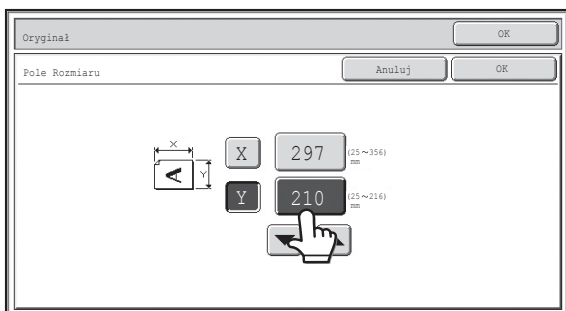 Oryginał OK
Pole Rozmiaru Anuluj OK
X X 297 (25~356)
mm
A Y Y 210 (25~216)
mm